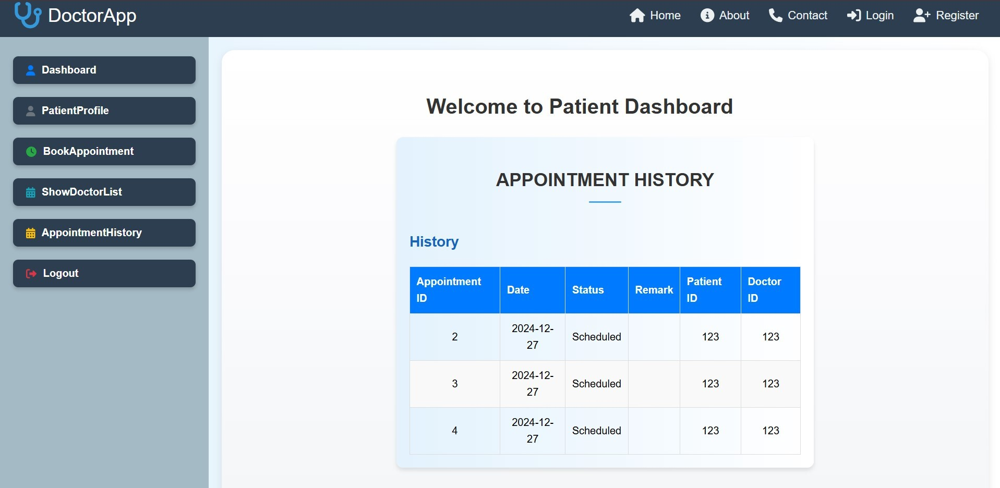 DoctorApp
Home About Contact Login Register
Dashboard
PatientProfile
BookAppointment
ShowDoctorList
AppointmentHistory
Logout
Welcome to Patient Dashboard
APPOINTMENT HISTORY
History
Appointment ID Date Status Remark Patient ID Doctor ID
2 2024-12-27 Scheduled 123 123
3 2024-12-27 Scheduled 123 123
4 2024-12-27 Scheduled 123 123